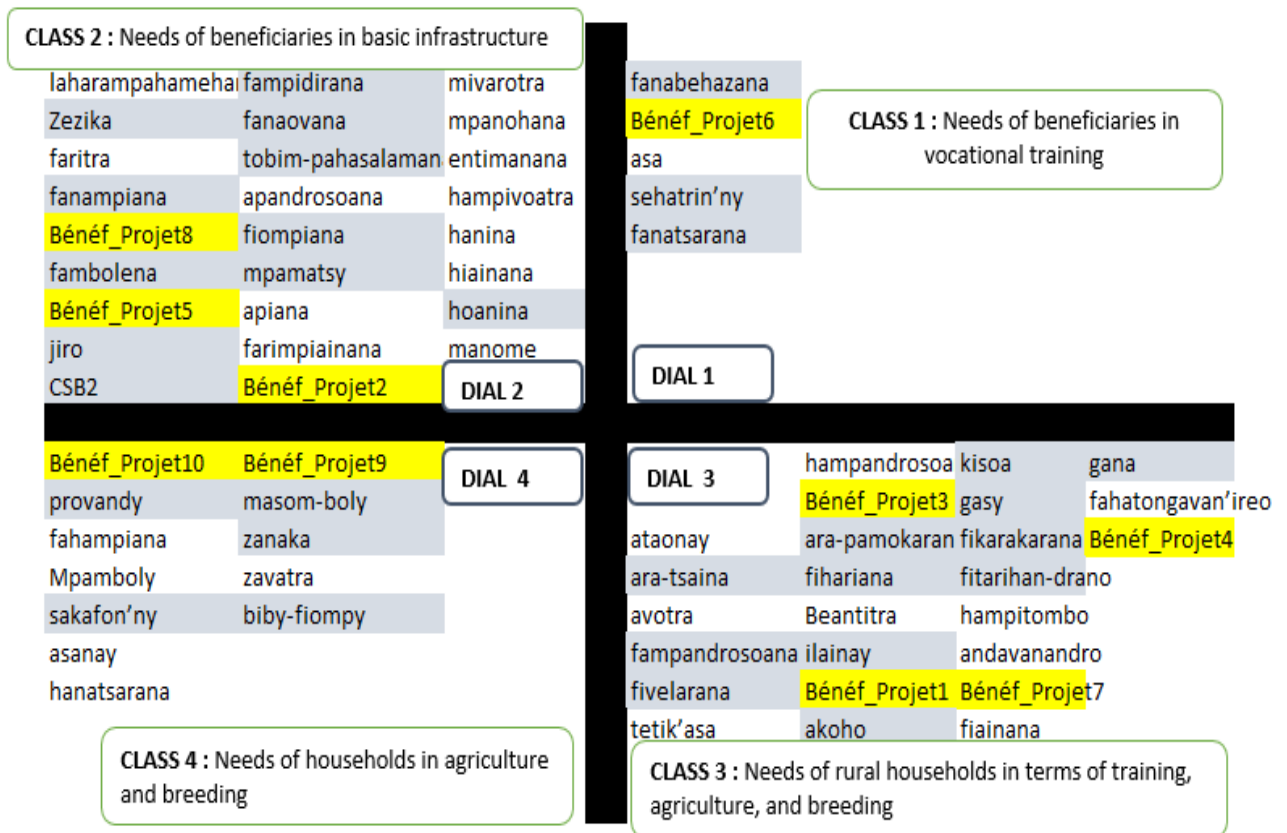 CLASS 2 : Needs of beneficiaries in basic infrastructure
laharampahamehar fampidirana mivarotra
Zezika fanaovana mpanohana
faritra tobim-pahasalaman entimanana
fanampiana apandrosoana hampivoatra
Bénéf_Projet8 fiompiana hanina
fambolena mpamatsy hiainana
Bénéf_Projet5 apiana hoanina
jiro farimpiainana manome
CSB2 Bénéf_Projet2
DIAL 2
fanabehazana
Bénéf_Projet6
asa
sehatrin’ny
fanatsarana
CLASS 1 : Needs of beneficiaries in
vocational training
DIAL 1
Bénéf_Projet10 Bénéf_Projet9
provandy masom-boly
fahampiana zanaka
Mpamboly zavatra
sakafon’ny biby-fiompy
asanay
hanatsarana
DIAL 4
CLASS 4 : Needs of households in agriculture
and breeding
DIAL 3
hampandrosoa kisoa gana
Bénéf_Projet3 gasy fahatongavan’ireo
ataonay ara-pamokaran fikarakarana Bénéf_Projet4
ara-tsaina fihariana fitarihan-drano
avotra Beantitra hampitombo
fampandrosoana ilainay andavanandro
fivelarana Bénéf_Projet1 Bénéf_Projet7
tetik’asa akoho fiainana
CLASS 3 : Needs of rural households in terms of training,
agriculture, and breeding